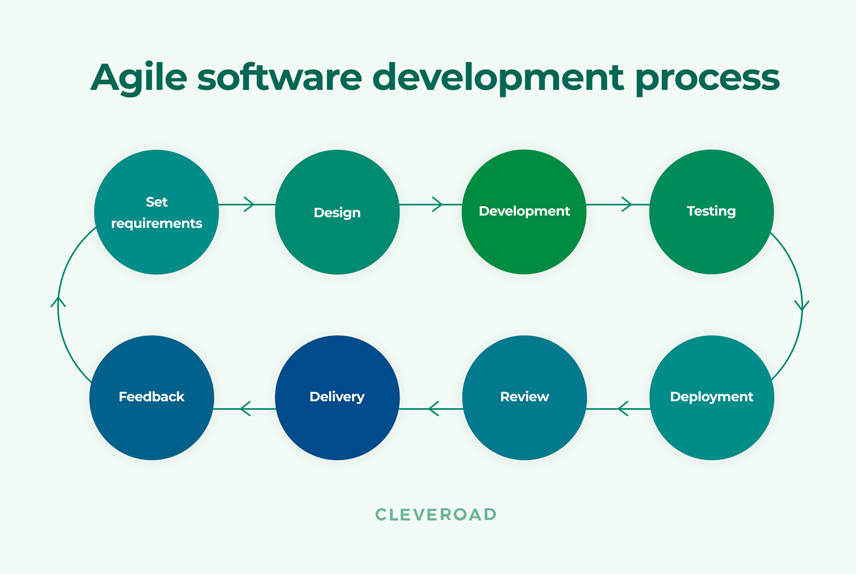 Agile software development process
Set
requirements
Design
Development
Testing
Feedback
Delivery
Review
Deployment
CLEVEROAD